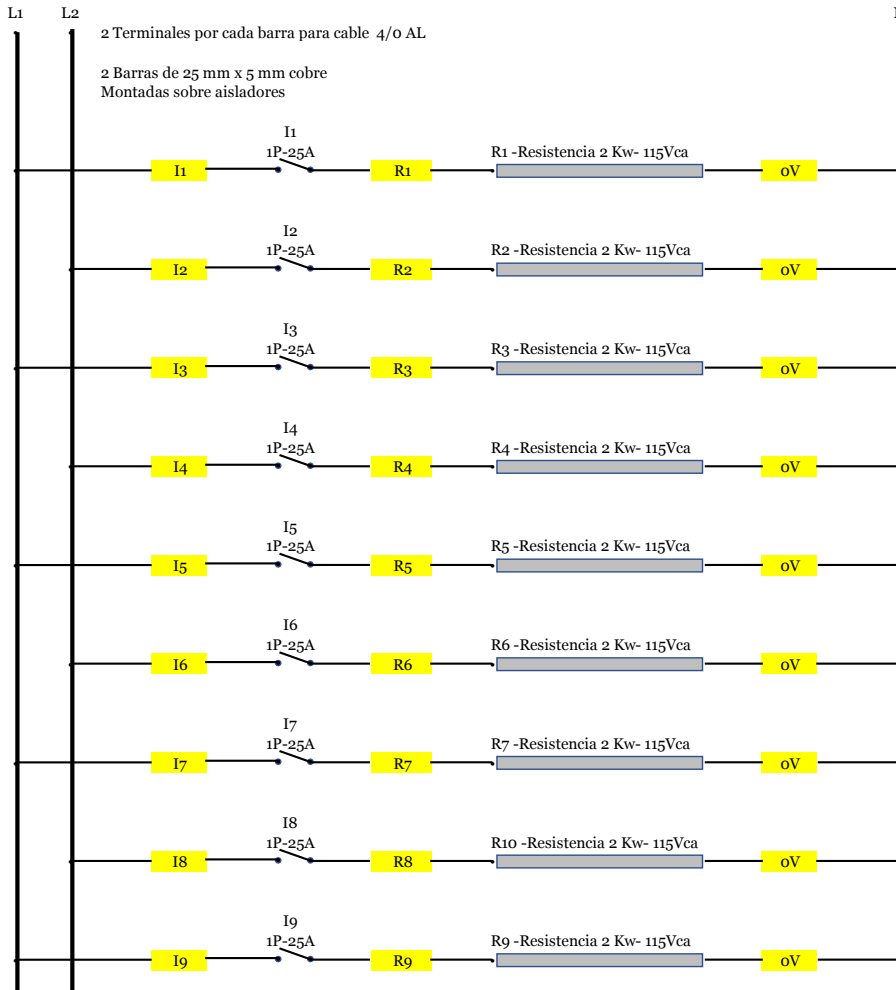 L1 L2
2 Terminales por cada barra para cable 4/0 AL
2 Barras de 25 mm x 5 mm cobre
Montadas sobre aisladores
I1
1P-25A
R1 -Resistencia 2 Kw- 115Vca
I1 R1 0V
I2
1P-25A
R2 -Resistencia 2 Kw- 115Vca
I2 R2 0V
I3
1P-25A
R3 -Resistencia 2 Kw- 115Vca
I3 R3 0V
I4
1P-25A
R4 -Resistencia 2 Kw- 115Vca
I4 R4 0V
I5
1P-25A
R5 -Resistencia 2 Kw- 115Vca
I5 R5 0V
I6
1P-25A
R6 -Resistencia 2 Kw- 115Vca
I6 R6 0V
I7
1P-25A
R7 -Resistencia 2 Kw- 115Vca
I7 R7 0V
I8
1P-25A
R10 -Resistencia 2 Kw- 115Vca
I8 R8 0V
I9
1P-25A
R9 -Resistencia 2 Kw- 115Vca
I9 R9 0V